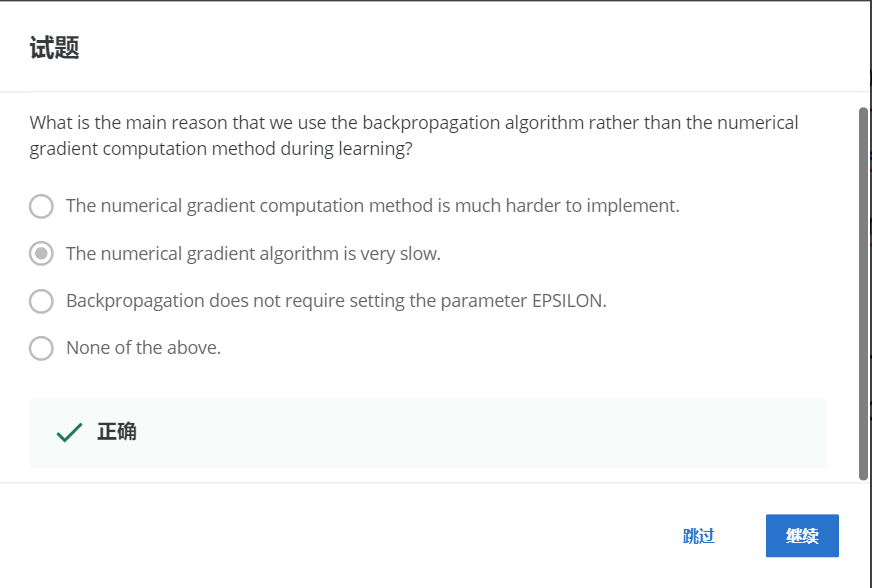 试题
What is the main reason that we use the backpropagation algorithm rather than the numerical
gradient computation method during learning?
The numerical gradient computation method is much harder to implement.
The numerical gradient algorithm is very slow.
Backpropagation does not require setting the parameter EPSILON.
None of the above.
正确
跳过
继续